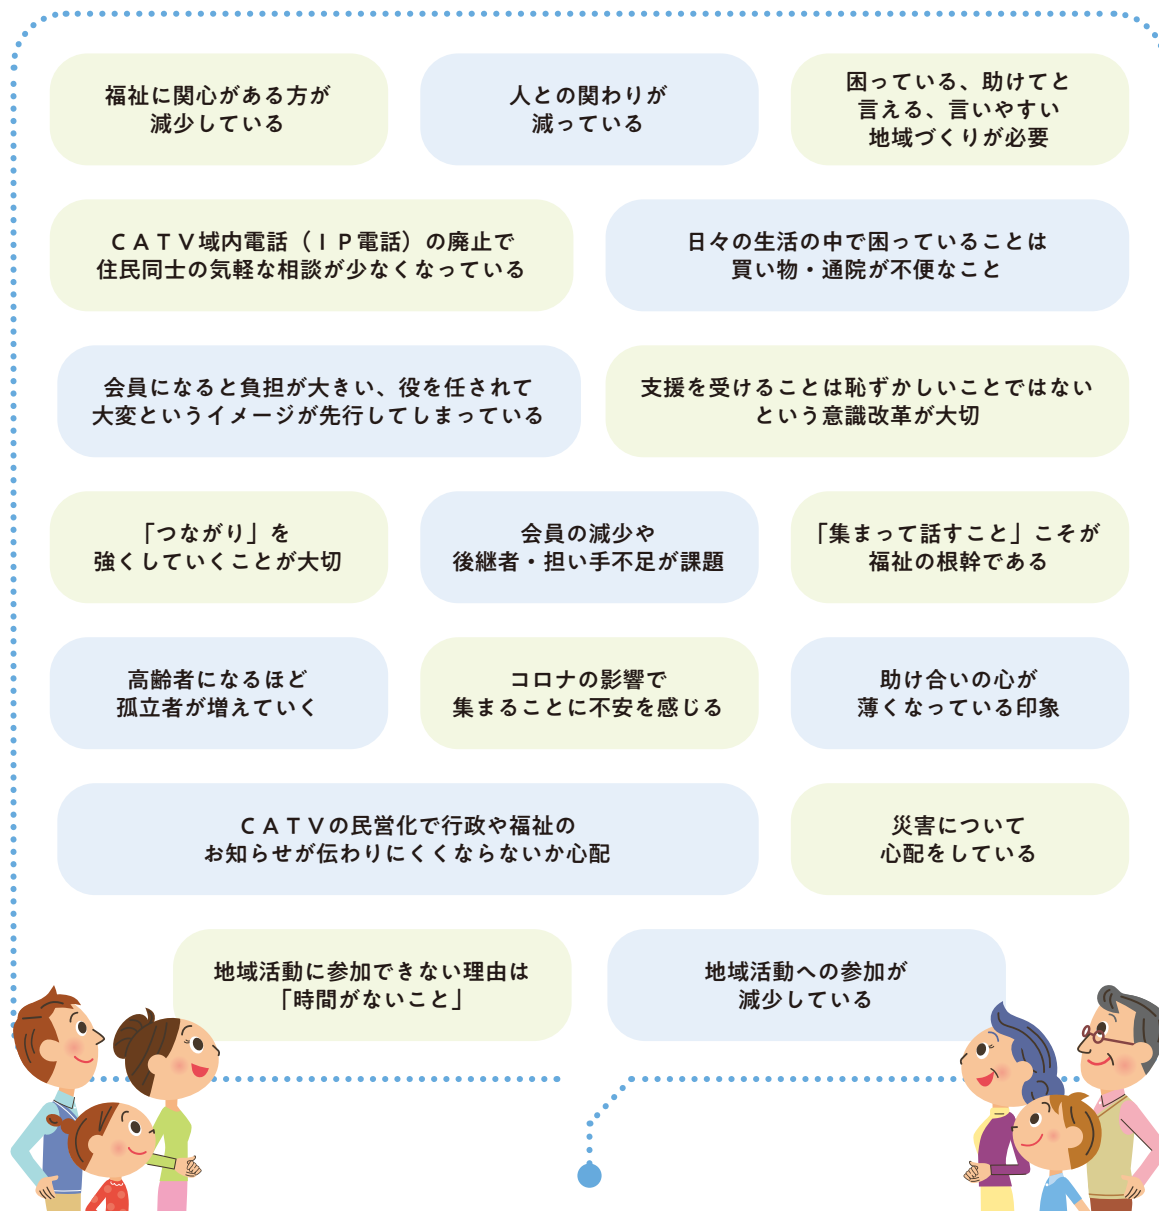 福祉に関心がある方が
減少している
人との関わりが
減っている
困っている、助けてと
言える、言いやすい
地域づくりが必要
ＣＡＴＶ域内電話（ＩＰ電話）の廃止で
住民同士の気軽な相談が少なくなっている
日々の生活の中で困っていることは
買い物・通院が不便なこと
会員になると負担が大きい、役を任されて
大変というイメージが先行してしまっている
支援を受けることは恥ずかしいことではない
という意識改革が大切
「つながり」を
強くしていくことが大切
会員の減少や
後継者・担い手不足が課題
「集まって話すこと」こそが
福祉の根幹である
高齢者になるほど
孤立者が増えていく
コロナの影響で
集まることに不安を感じる
助け合いの心が
薄くなっている印象
ＣＡＴＶの民営化で行政や福祉の
お知らせが伝わりにくくならないか心配
災害について
心配をしている
地域活動に参加できない理由は
「時間がないこと」
地域活動への参加が
減少している